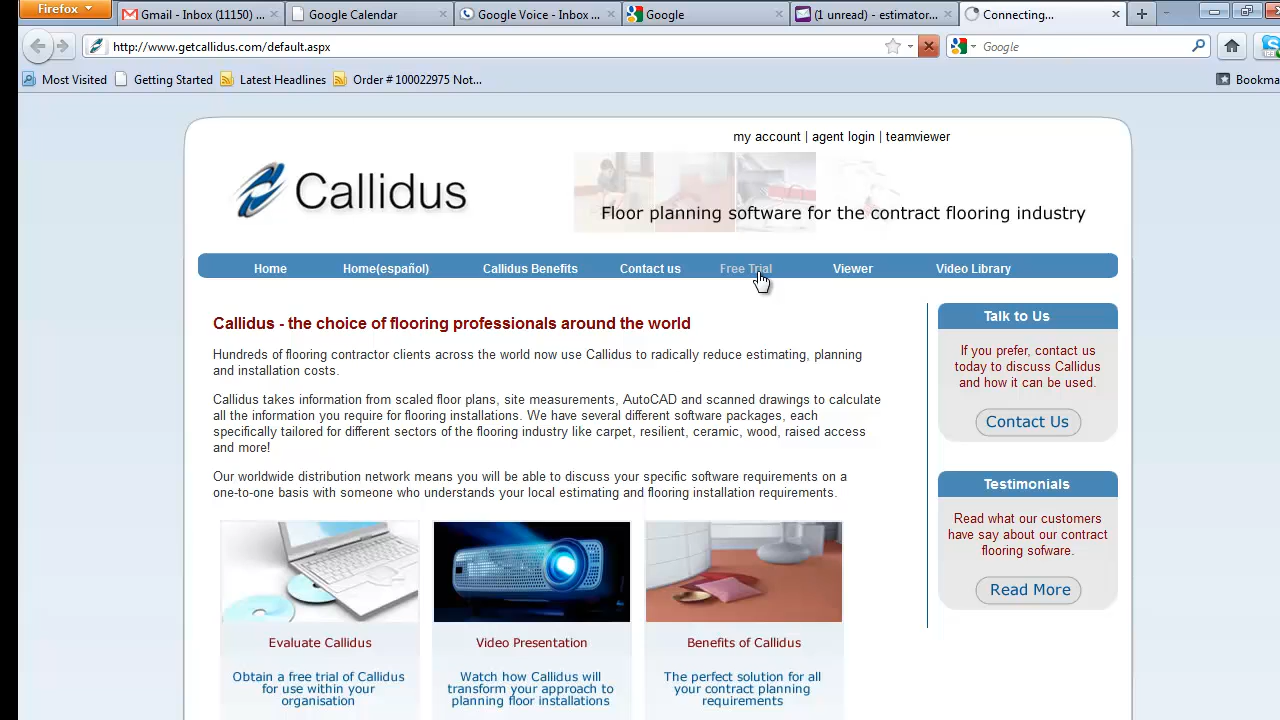 Firefox
Gmail - Inbox (11150) ...
Google Calendar
Google Voice - Inbox ...
Google
(1 unread) - estimator...
Connecting...
http://www.getcallidus.com/default.aspx
Google
Most Visited
Getting Started
Latest Headlines
Order # 100022975 Not...
Bookma
my account | agent login | teamviewer
Callidus
Floor planning software for the contract flooring industry
Home
Home(español)
Callidus Benefits
Contact us
Free Trial
Viewer
Video Library
Callidus - the choice of flooring professionals around the world
Hundreds of flooring contractor clients across the world now use Callidus to radically reduce estimating, planning
and installation costs.
Callidus takes information from scaled floor plans, site measurements, AutoCAD and scanned drawings to calculate
all the information you require for flooring installations. We have several different software packages, each
specifically tailored for different sectors of the flooring industry like carpet, resilient, ceramic, wood, raised access
and more!
Our worldwide distribution network means you will be able to discuss your specific software requirements on a
one-to-one basis with someone who understands your local estimating and flooring installation requirements.
Talk to Us
If you prefer, contact us
today to discuss Callidus
and how it can be used.
Contact Us
Testimonials
Read what our customers
have say about our contract
flooring sofware.
Read More
Evaluate Callidus
Obtain a free trial of Callidus
for use within your
organisation
Video Presentation
Watch how Callidus will
transform your approach to
planning floor installations
Benefits of Callidus
The perfect solution for all
your contract planning
requirements